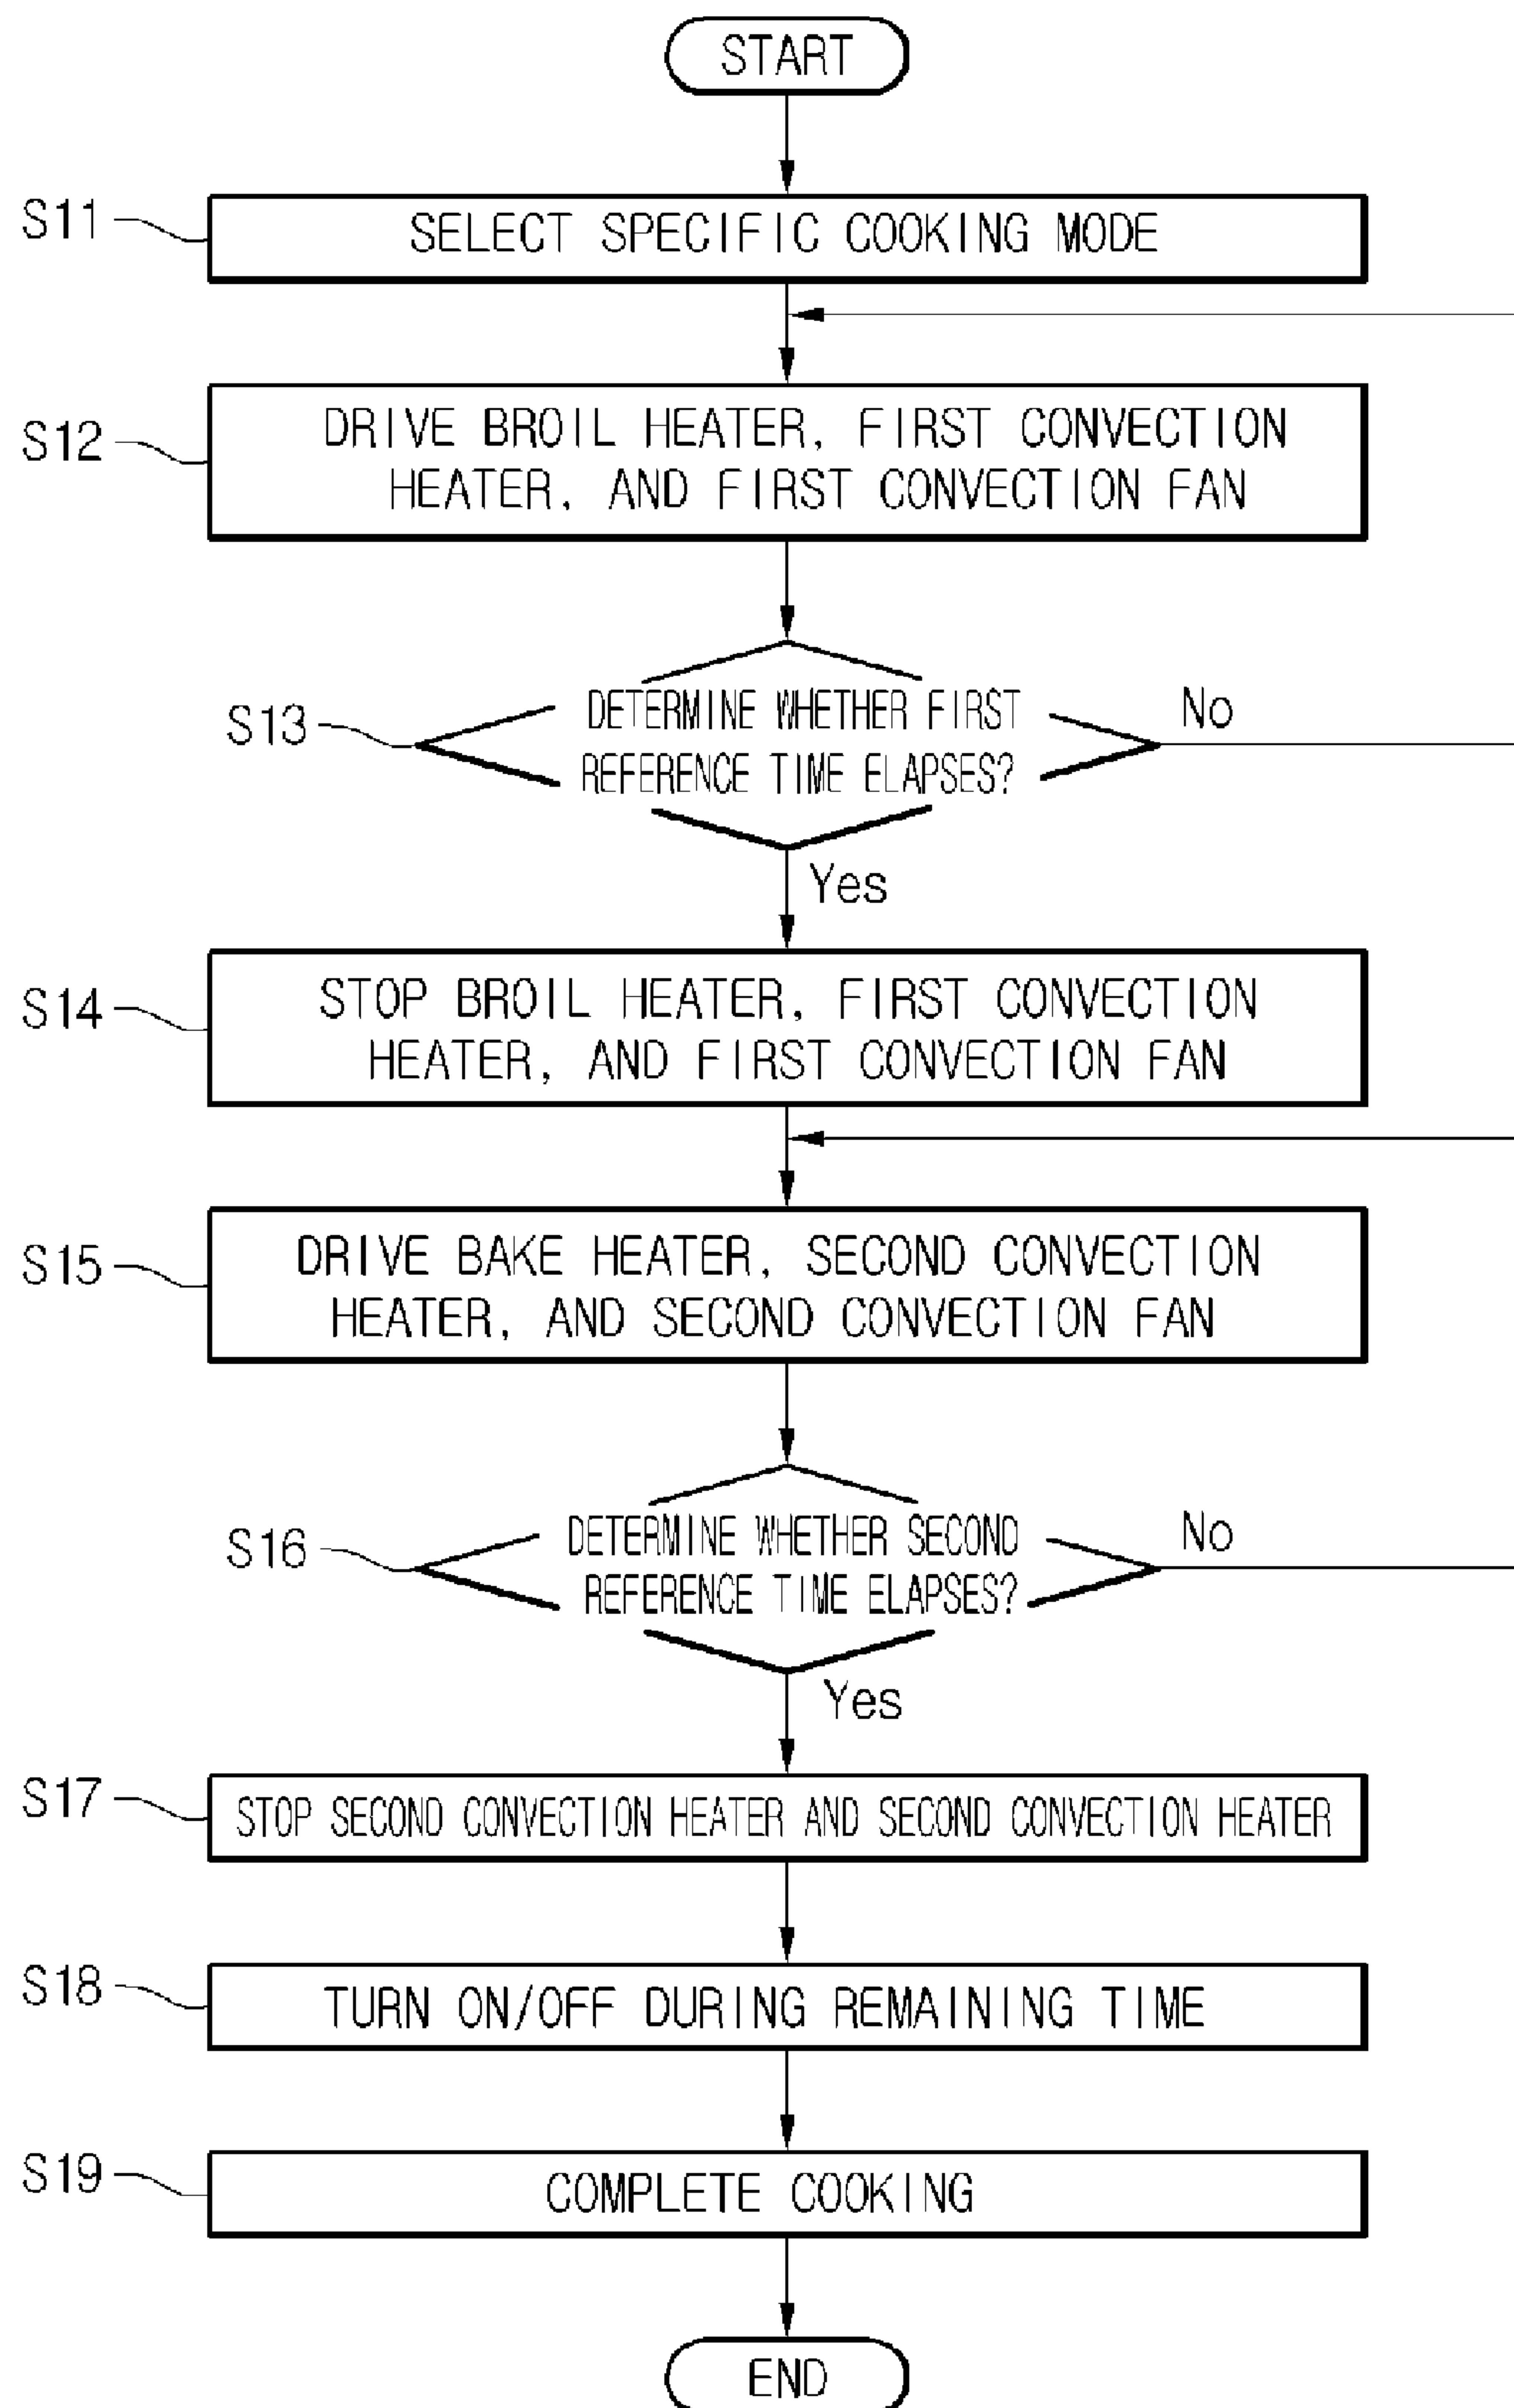 START
S11
SELECT SPECIFIC COOKING MODE
S12
DRIVE BROIL HEATER, FIRST CONVECTION
HEATER, AND FIRST CONVECTION FAN
S13
DETERMINE WHETHER FIRST
REFERENCE TIME ELAPSES?
No
Yes
S14
STOP BROIL HEATER, FIRST CONVECTION
HEATER, AND FIRST CONVECTION FAN
S15
DRIVE BAKE HEATER, SECOND CONVECTION
HEATER, AND SECOND CONVECTION FAN
S16
DETERMINE WHETHER SECOND
REFERENCE TIME ELAPSES?
No
Yes
S17
STOP SECOND CONVECTION HEATER AND SECOND CONVECTION HEATER
S18
TURN ON/OFF DURING REMAINING TIME
S19
COMPLETE COOKING
END